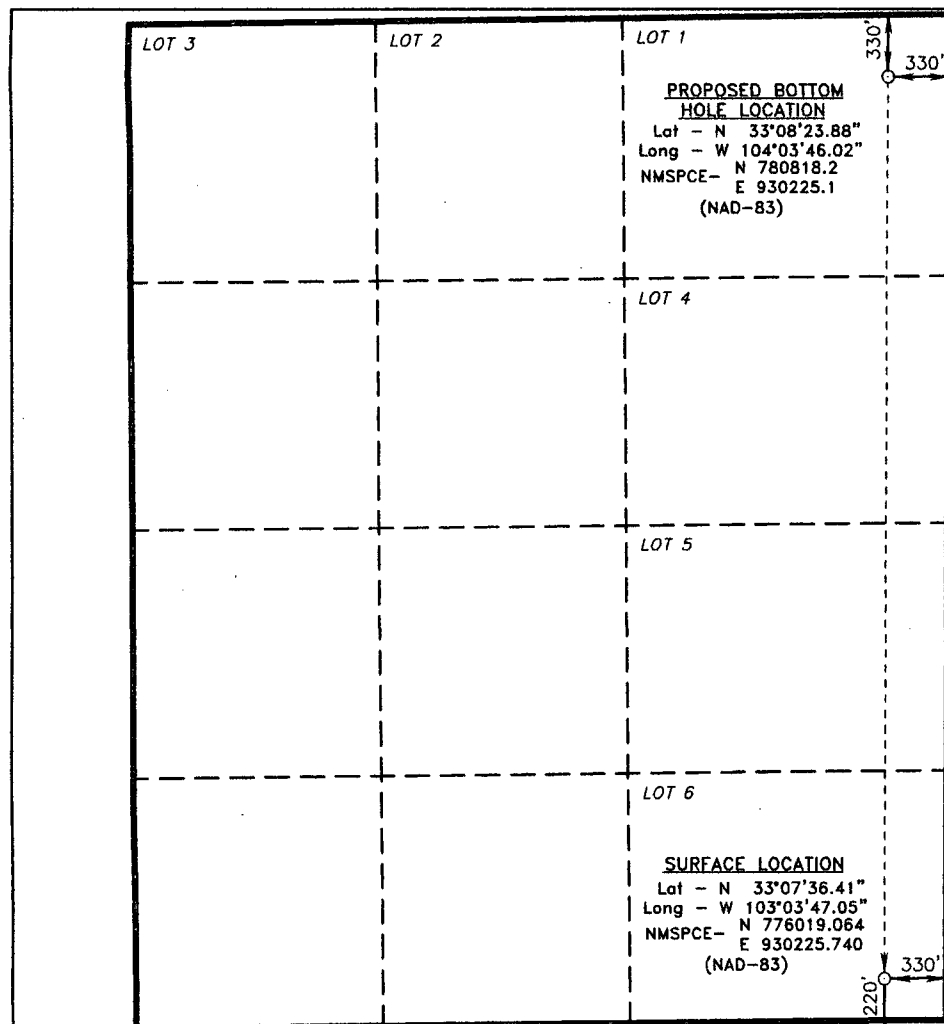 LOT 3
LOT 2
LOT 1
330'
330'
PROPOSED BOTTOM
HOLE LOCATION
Lat - N 33°08'23.88"
Long - W 104°03'46.02"
NMSPCE- N 780818.2
E 930225.1
(NAD-83)
LOT 4
LOT 5
LOT 6
SURFACE LOCATION
Lat - N 33°07'36.41"
Long - W 103°03'47.05"
NMSPCE- N 776019.064
E 930225.740
(NAD-83)
330'
220'